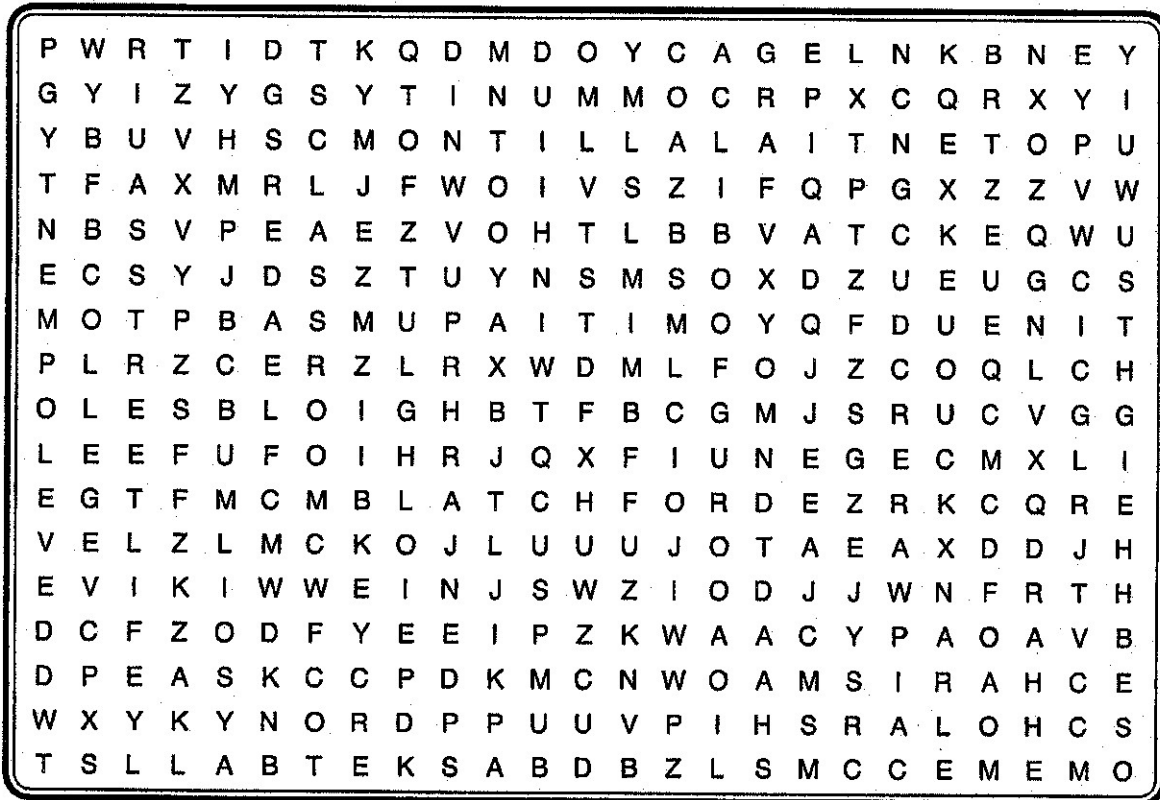 P W R T I D T K Q D M D O Y C A G E L N K B N E Y
G Y I Z Y G S Y T I N U M M O C R P X C Q R X Y I
Y B U V H S C M O N T I L L A L A I T N E T O P U
T F A X M R L J F W O I V S Z I F Q P G X Z Z V W
N B S V P E A E Z V O H T L B B V A T C K E Q W U
E C S Y J D S Z T U Y N S M S O X D Z U E U G C S
M O T P B A S M U P A I T I M O Y Q F D U E N I T
P L R Z C E R Z L R X W D M L F O J Z C O Q L C H
O L E S B L O I G H B T F B C G M J S R U C V G G
L E E F U F O I H R J Q X F I U N E G E C M X L I
E G T F M C M B L A T C H F O R D E Z R K C Q R E
V E L Z L M C K O J L U U U J O T A E A X D D J H
E V I K I W W E I N J S W Z I O D J J W N F R T H
D C F Z O D F Y E E I P Z K W A A C Y P A O A V B
D P E A S K C C P D K M C N W O A M S I R A H C E
W X Y K Y N O R D P P U U V P I H S R A L O H C S
T S L L A B T E K S A B D B Z L S M C C E M E M O